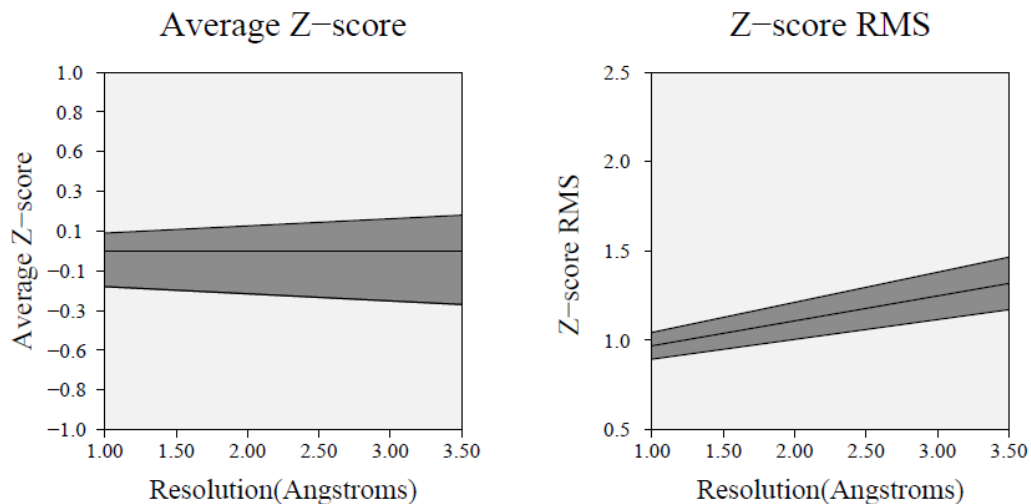 Average Z−score
Average Z−score
1.0
0.8
0.6
0.3
0.1
−0.1
−0.3
−0.6
−0.8
−1.0
1.00 1.50 2.00 2.50 3.00 3.50
Resolution(Angstroms)
Z−score RMS
Z−score RMS
2.5
2.0
1.5
1.0
0.5
1.00 1.50 2.00 2.50 3.00 3.50
Resolution(Angstroms)